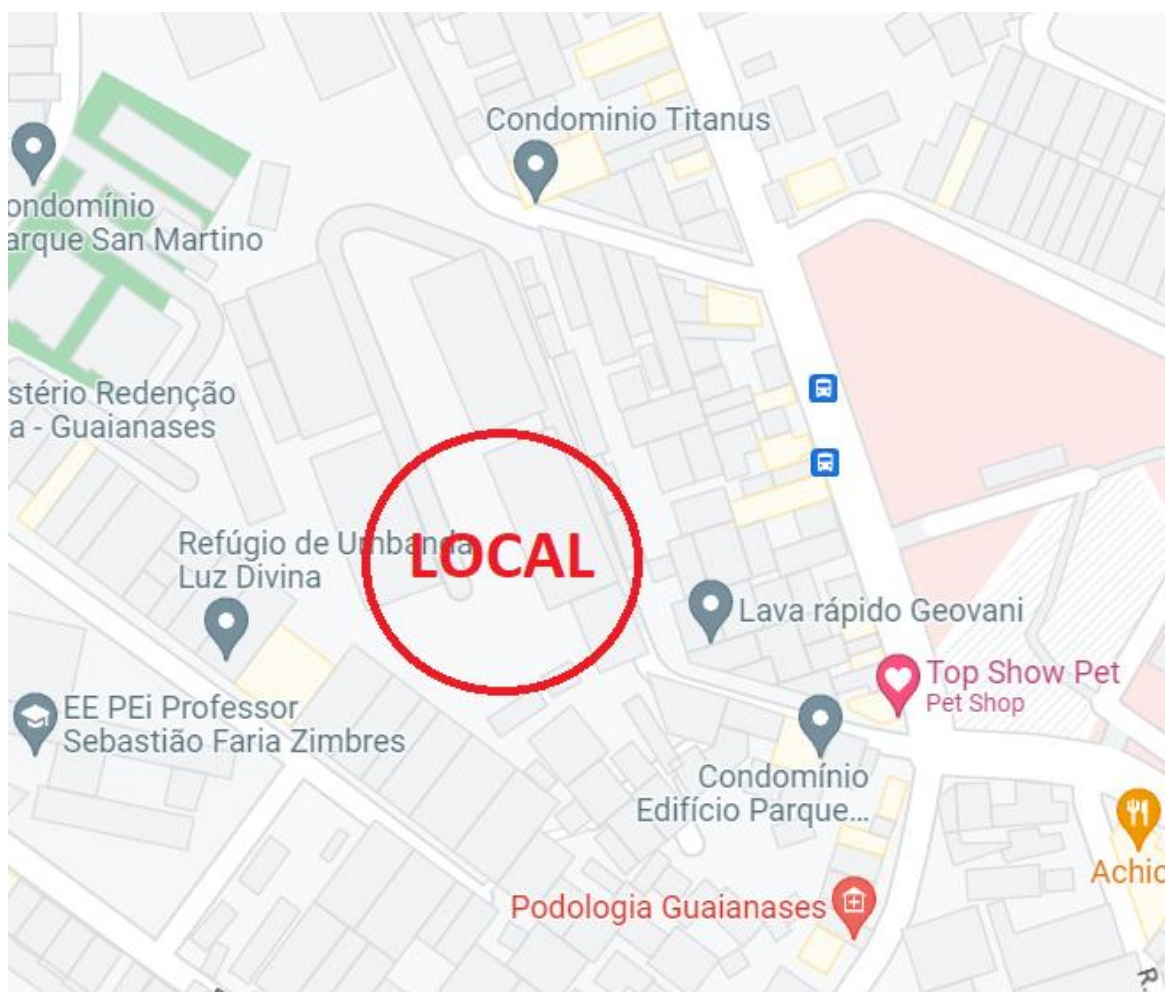 Condominio Titanus
ondomínio
arque San Martino
stério Redenção
a - Guaianases
Refúgio de Umbanda
Luz Divina
LOCAL
Lava rápido Geovani
Top Show Pet
Pet Shop
EE PEi Professor
Sebastião Faria Zimbres
Condomínio
Edifício Parque...
Achic
Podologia Guaianases
R.